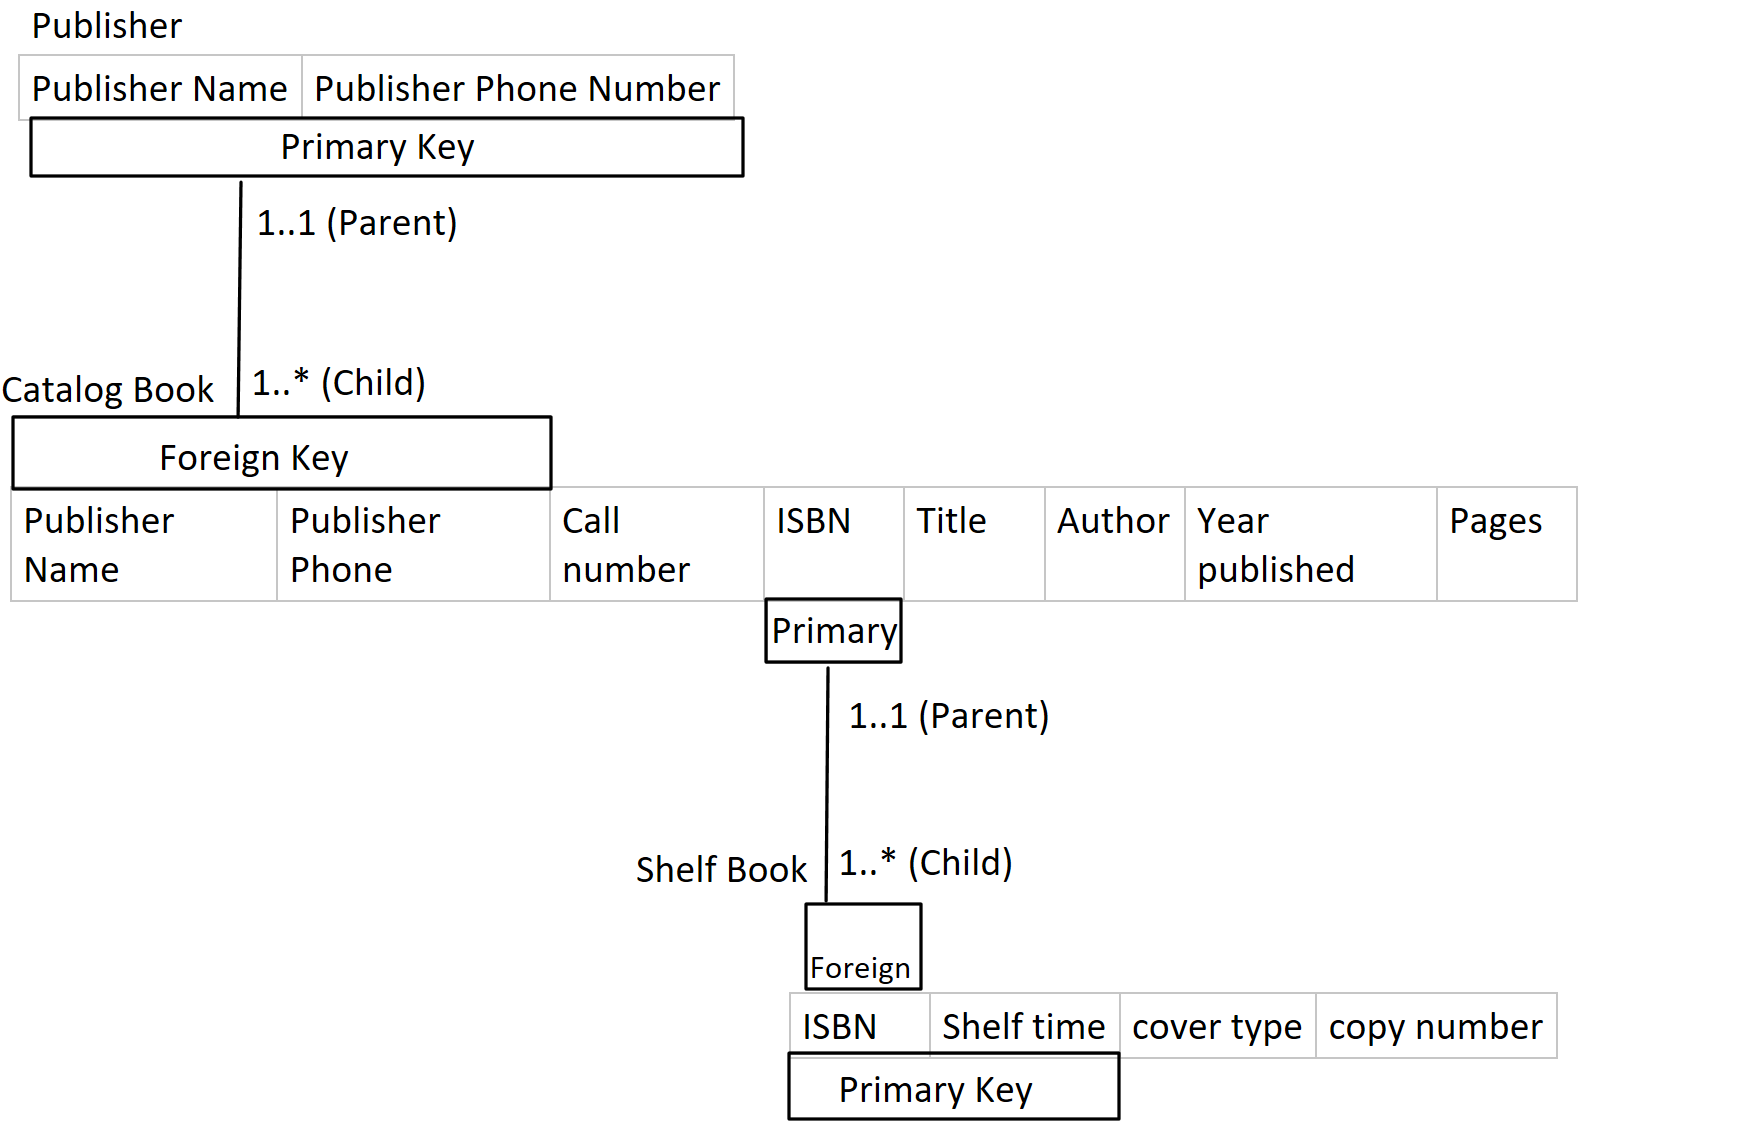 Publisher
Publisher Name Publisher Phone Number
Primary Key
1..1 (Parent)
Catalog Book 1..* (Child)
Foreign Key
Publisher Name Publisher Phone Call number ISBN Title Author Year published Pages
Primary
1..1 (Parent)
Shelf Book 1..* (Child)
Foreign
ISBN Shelf time cover type copy number
Primary Key